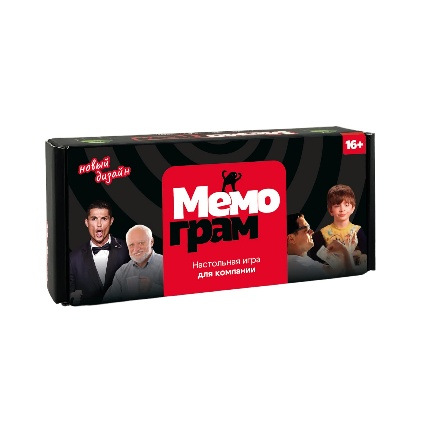 16+
новый
дизайн
Мемо
грам
Настольная игра
для компании